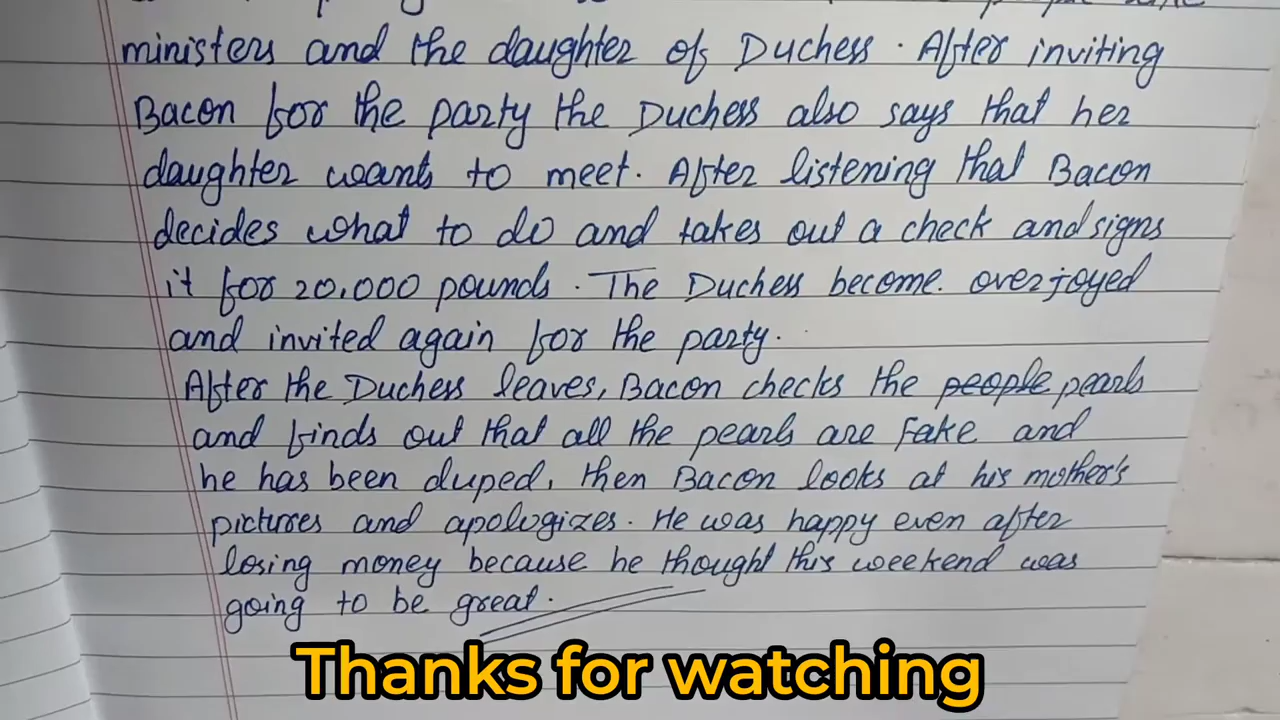 ministers and the daughter of Duchess. After inviting
Bacon for the party the Duchess also says that her
daughter wants to meet. After listening that Bacon
decides what to do and takes out a check and signs
it for 20,000 pounds. The Duchess become overjoyed
and invited again for the party.
After the Duchess leaves, Bacon checks the people pearls
and finds out that all the pearls are fake and
he has been duped, then Bacon looks at his mother's
pictures and apologizes. He was happy even after
losing money because he thought this weekend was
going to be great.
Thanks for watching